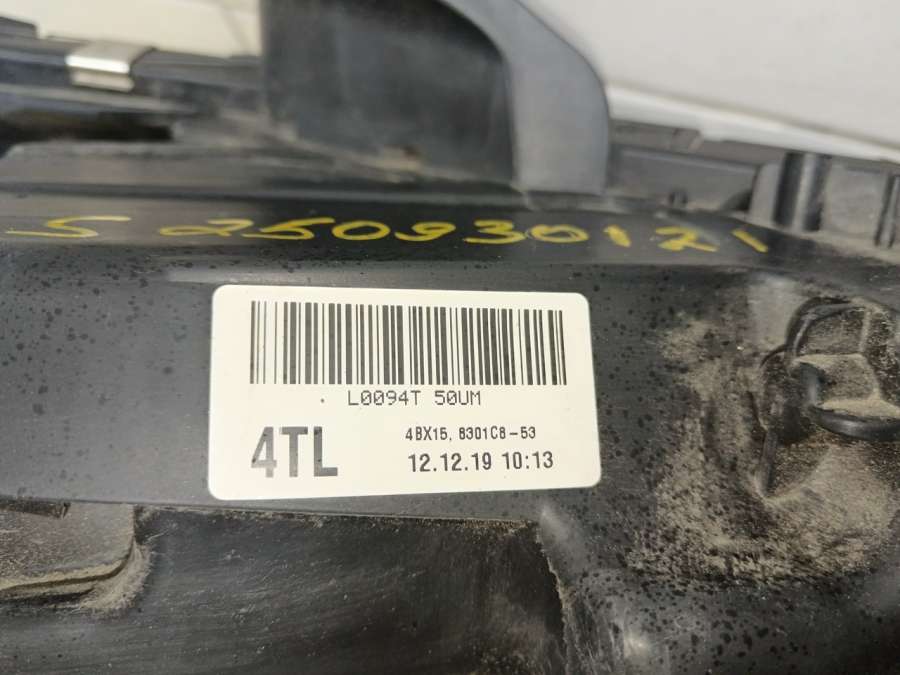 S 250930121
L0094T 50UM
4BX15, 8301C8-53
4TL
12.12.19 10:13